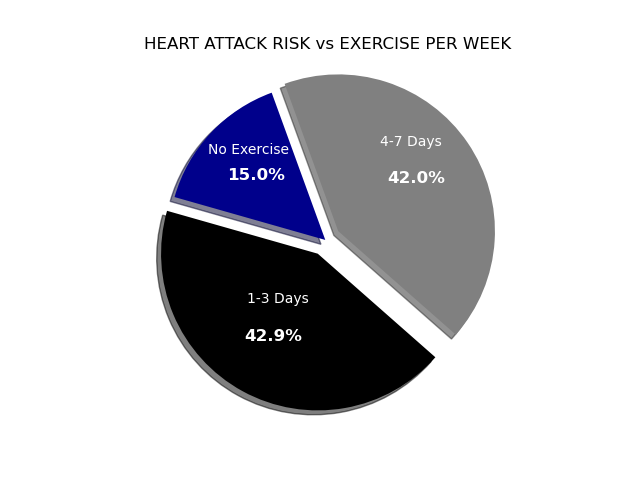 HEART ATTACK RISK vs EXERCISE PER WEEK
4-7 Days
42.0%
No Exercise
15.0%
1-3 Days
42.9%